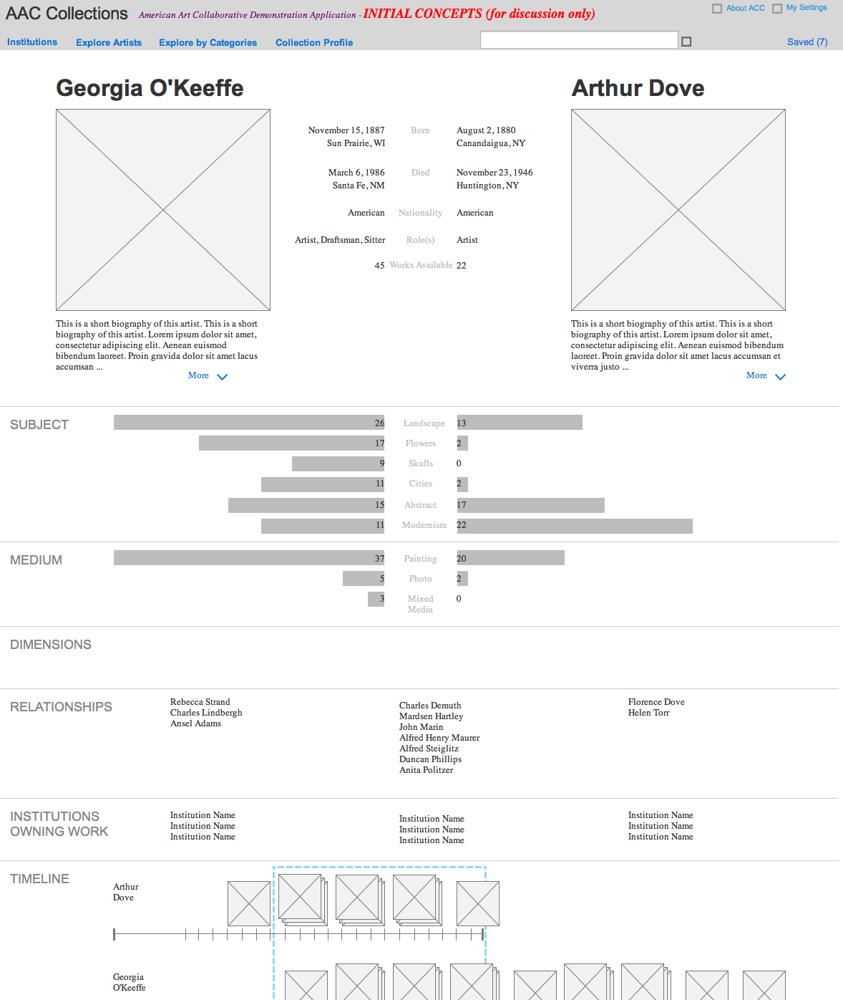 AAC Collections American Art Collaborative Demonstration Application - INITIAL CONCEPTS (for discussion only)
About ACC My Settings
Institutions Explore Artists Explore by Categories Collection Profile Saved (7)
Georgia O'Keeffe Arthur Dove
November 15, 1887 Born August 2, 1880
Sun Prairie, WI Canandaigua, NY
March 6, 1986 Died November 23, 1946
Santa Fe, NM Huntington, NY
American Nationality American
Artist, Draftsman, Sitter Role(s) Artist
45 Works Available 22
This is a short biography of this artist. This is a short
biography of this artist. Lorem ipsum dolor sit amet,
consectetur adipiscing elit. Aenean euismod
bibendum laoreet. Proin gravida dolor sit amet lacus
accumsan ...
More
This is a short biography of this artist. This is a short
biography of this artist. Lorem ipsum dolor sit amet,
consectetur adipiscing elit. Aenean euismod bibendum
laoreet. Proin gravida dolor sit amet lacus accumsan et
viverra justo ...
More
SUBJECT
26 Landscape 13
17 Flowers 2
9 Skulls 0
11 Cities 2
15 Abstract 17
11 Modernism 22
MEDIUM
37 Painting 20
5 Photo 2
3 Mixed 0
Media
DIMENSIONS
RELATIONSHIPS
Rebecca Strand
Charles Lindbergh
Ansel Adams
Charles Demuth
Mardsen Hartley
John Marin
Alfred Henry Maurer
Alfred Steiglitz
Duncan Phillips
Anita Politzer
Florence Dove
Helen Torr
INSTITUTIONS
OWNING WORK
Institution Name
Institution Name
Institution Name
Institution Name
Institution Name
Institution Name
Institution Name
Institution Name
Institution Name
TIMELINE
Arthur
Dove
Georgia
O'Keeffe